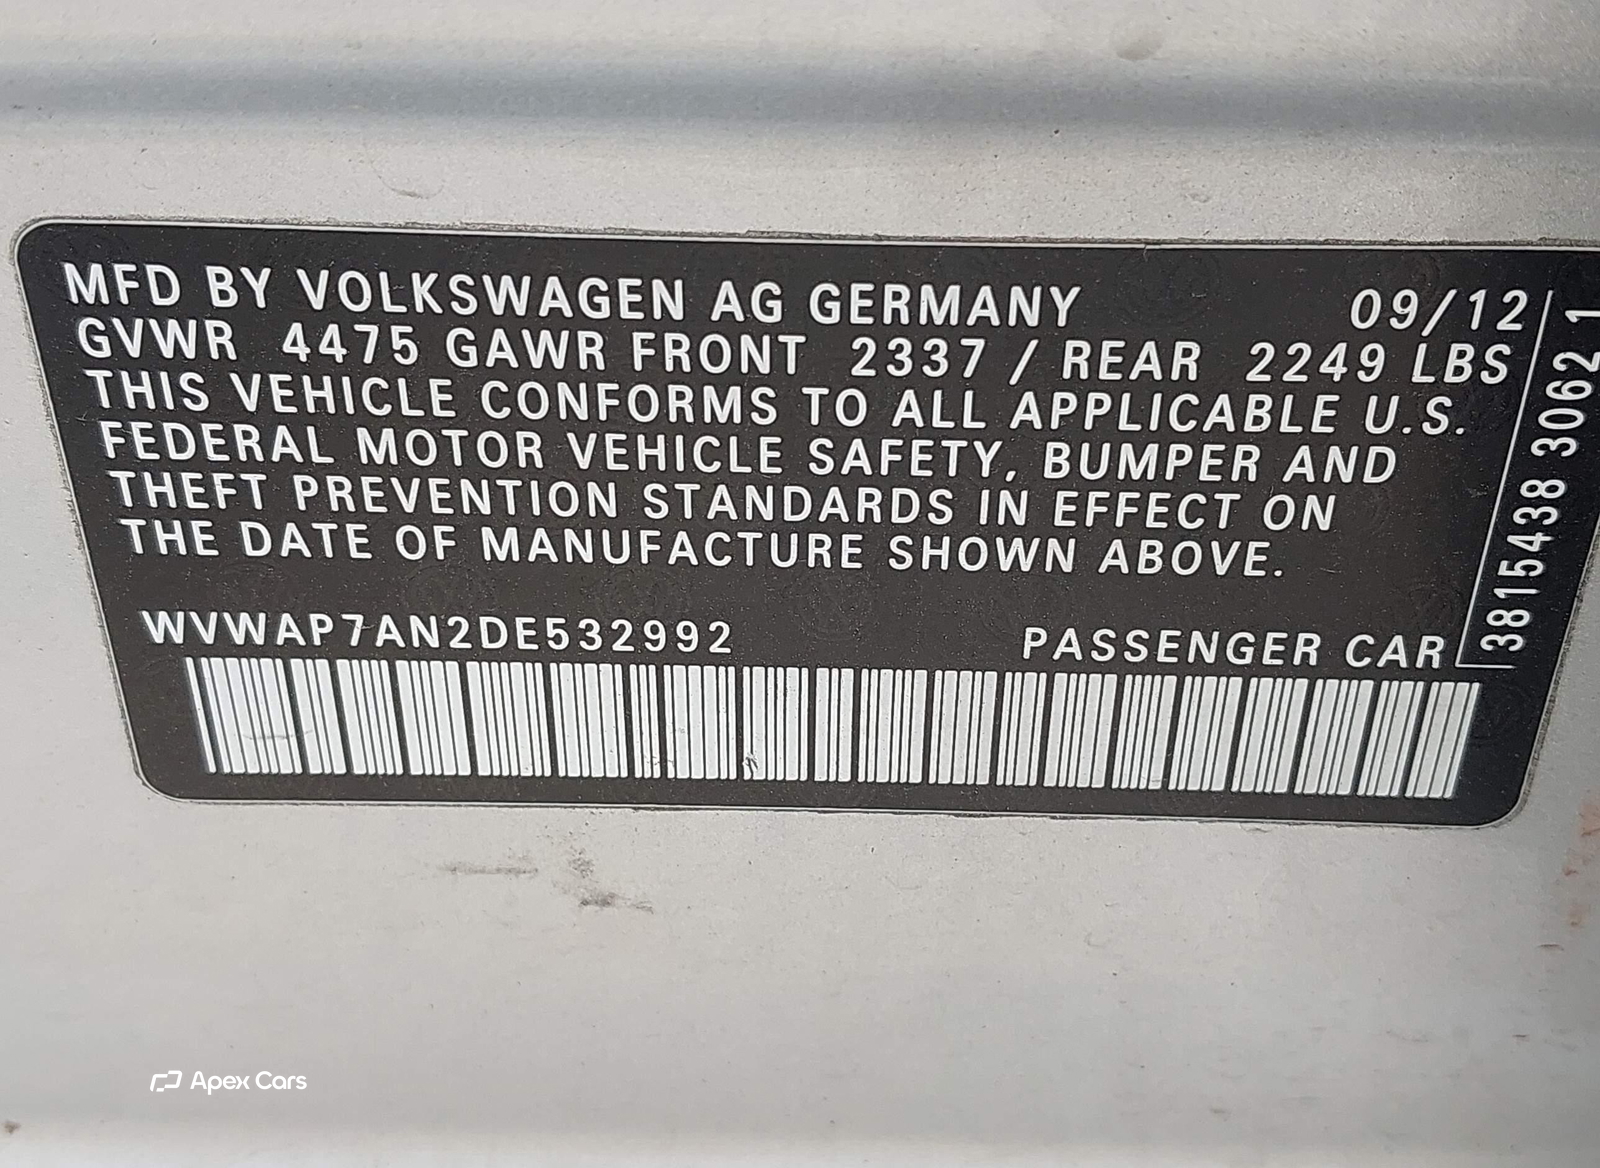 MFD BY VOLKSWAGEN AG GERMANY 09/12
GVWR 4475 GAWR FRONT 2337 / REAR 2249 LBS
THIS VEHICLE CONFORMS TO ALL APPLICABLE U.S.
FEDERAL MOTOR VEHICLE SAFETY, BUMPER AND
THEFT PREVENTION STANDARDS IN EFFECT ON
THE DATE OF MANUFACTURE SHOWN ABOVE.
WVWAP7AN2DE532992 PASSENGER CAR
3815438 3062 1
Apex Cars